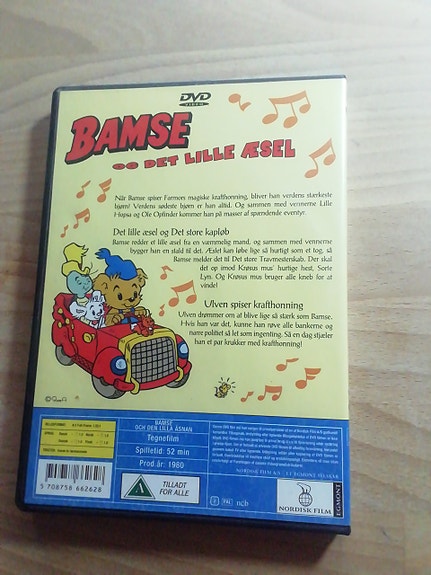 DVD
VIDEO
BAMSE
OG DET LILLE ÆSEL
Når Bamse spiser Farmors magiske krafthonning, bliver han verdens stærkeste
bjørn! Verdens sødeste bjørn er han altid. Og sammen med vennerne Lille
Hopsa og Ole Opfinder kommer han på masser af spændende eventyr!
Det lille æsel og Det store kapløb
Bamse redder et lille æsel fra en vammelig mand, og sammen med vennerne
bygger han en stald til det. Æslet kan løbe lige så hurtigt som et tog, så
Bamse melder det til Det store Travmesterskab. Der skal
det op imod Krøsus mus' hurtige hest, Sorte
Lyn. Og Krøsus mus bruger alle kneb for at
vinde!
Ulven spiser krafthonning
Ulven drømmer om at blive lige så stærk som Bamse.
Hvis han var det, kunne han røve alle bankerne og
narre politiet så let som ingenting. Så en dag stjæler
han et par krukker med krafthonning!
BAMSE
OCH DEN LILLA ÅSNAN
Tegnefilm
Spilletid: 52 min
Prod.år: 1980
5 708758 662628
A
TILLADT
FOR ALLE
ncb
NORDISK FILM
EGMONT